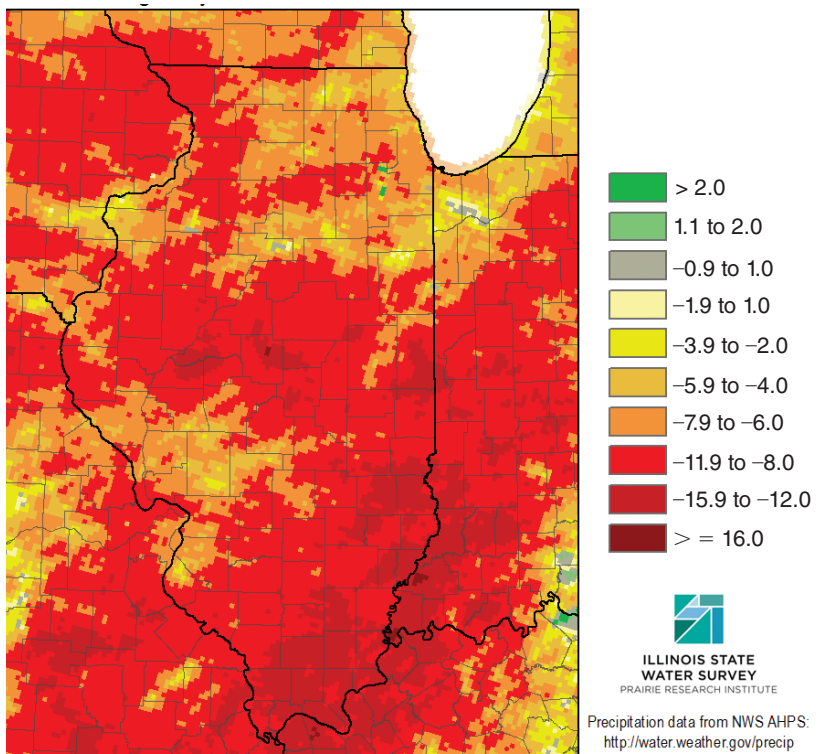 > 2.0
1.1 to 2.0
−0.9 to 1.0
−1.9 to 1.0
−3.9 to −2.0
−5.9 to −4.0
−7.9 to −6.0
−11.9 to −8.0
−15.9 to −12.0
> = 16.0
ILLINOIS STATE
WATER SURVEY
PRAIRIE RESEARCH INSTITUTE
Precipitation data from NWS AHPS:
http://water.weather.gov/precip